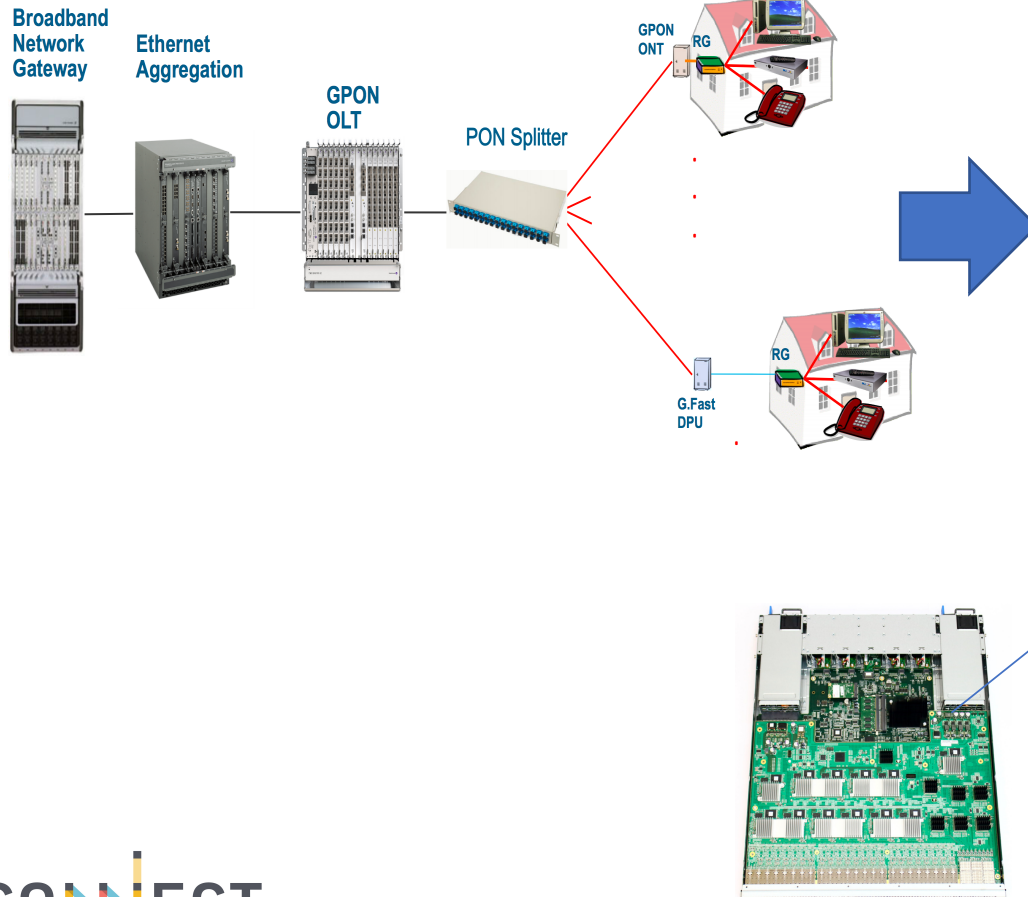 Broadband
Network
Gateway
Ethernet
Aggregation
GPON
OLT
PON Splitter
GPON
ONT
RG
RG
G.Fast
DPU